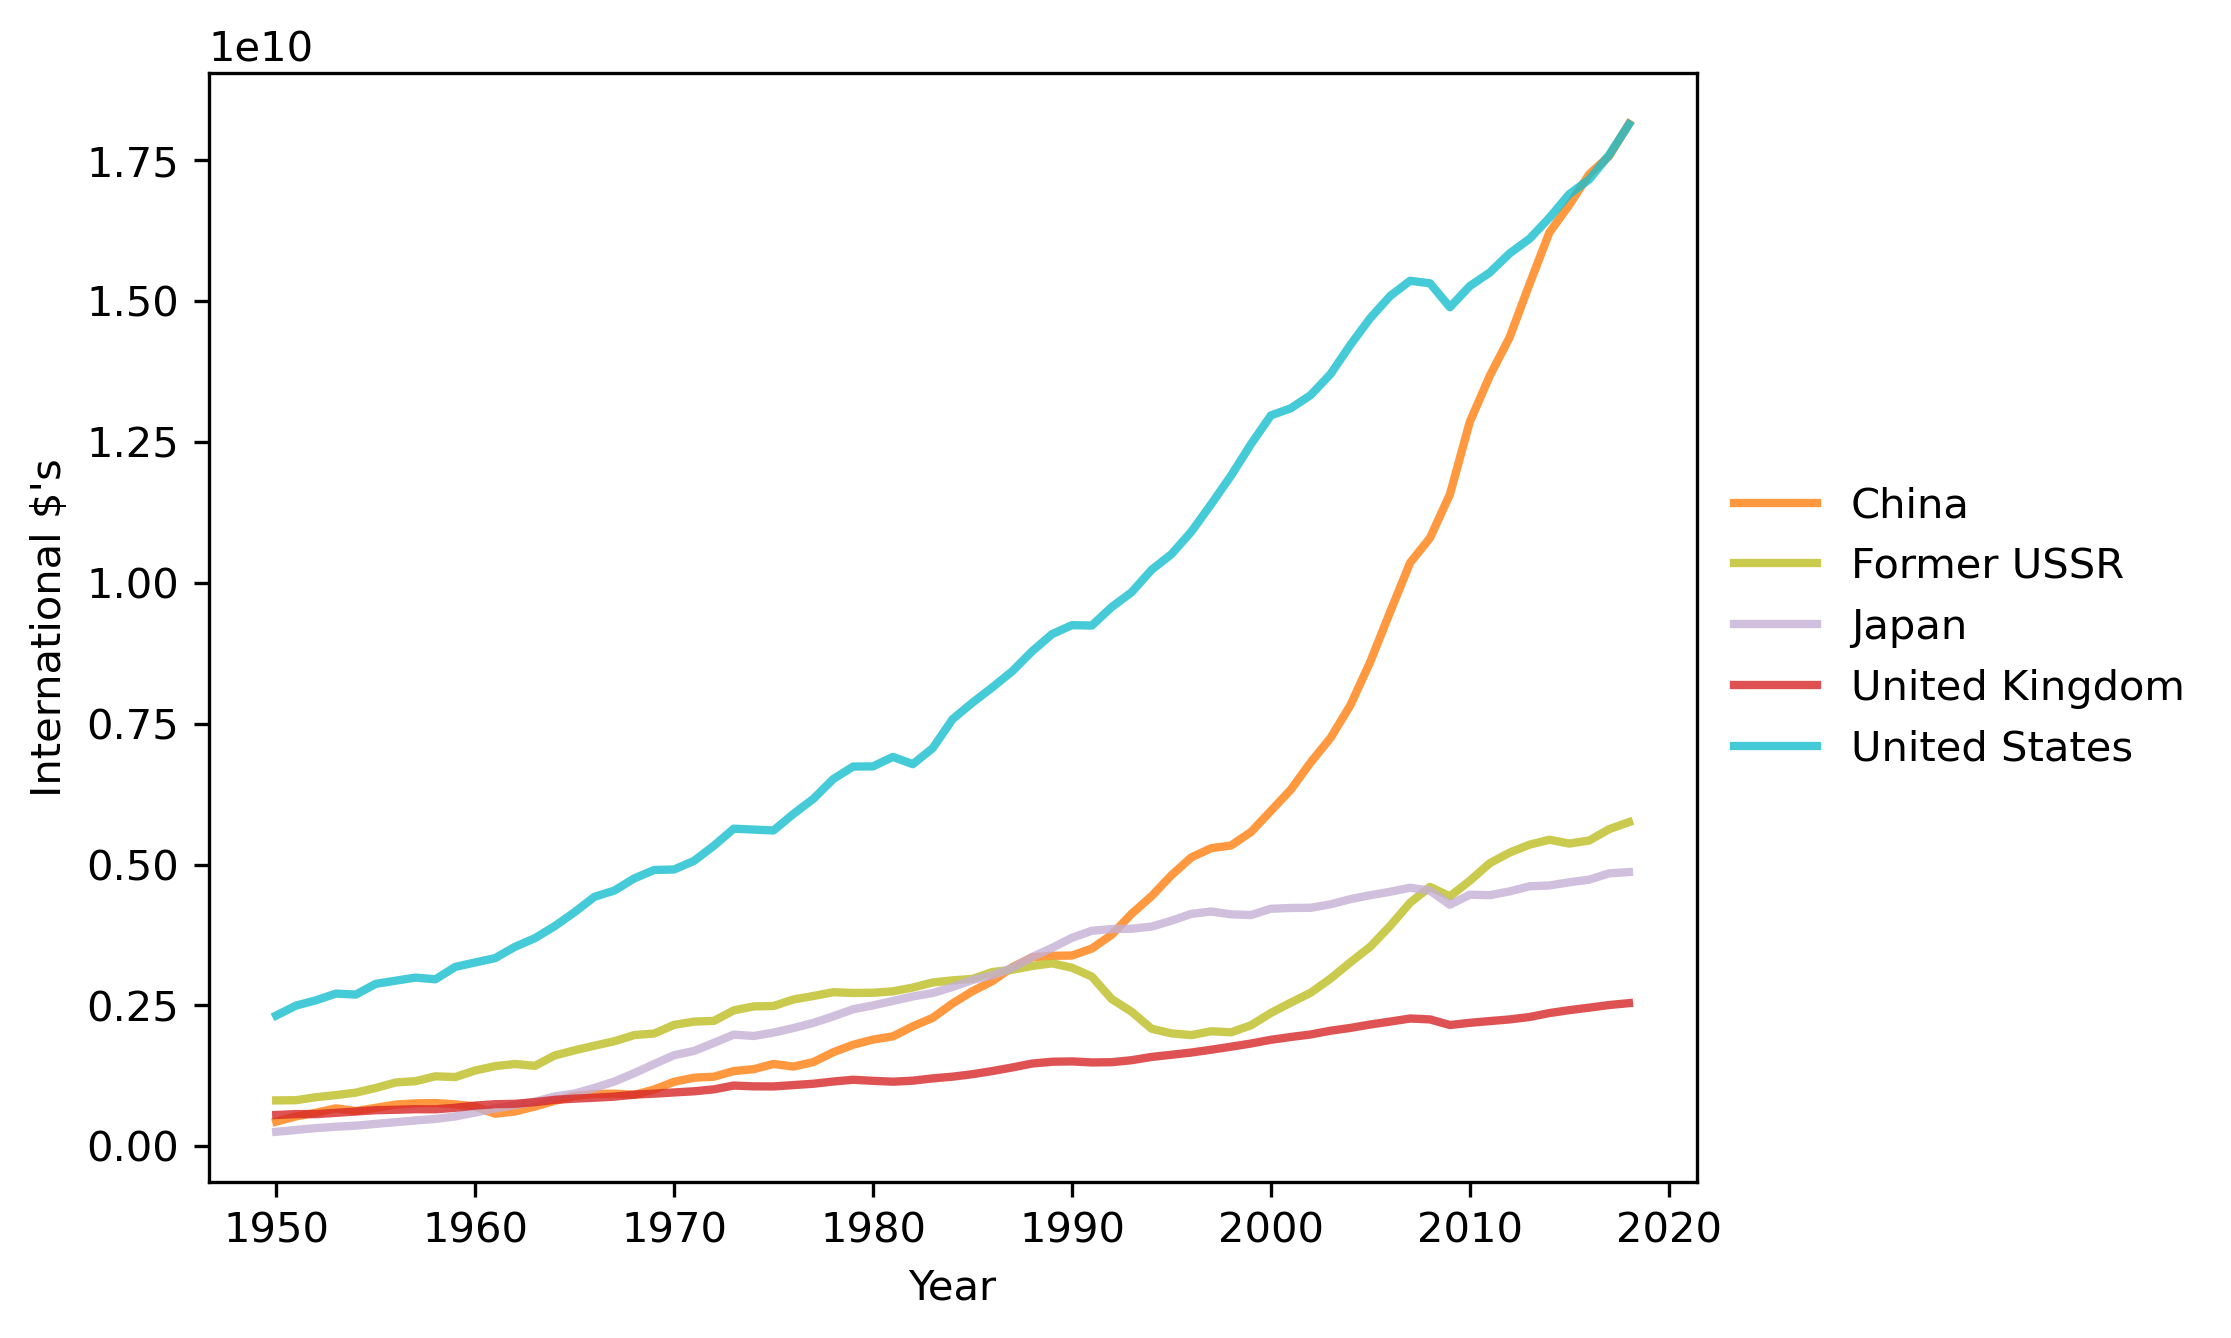 1e10
1.75
1.50
1.25
1.00
0.75
0.50
0.25
0.00
International $'s
1950 1960 1970 1980 1990 2000 2010 2020
Year
China
Former USSR
Japan
United Kingdom
United States